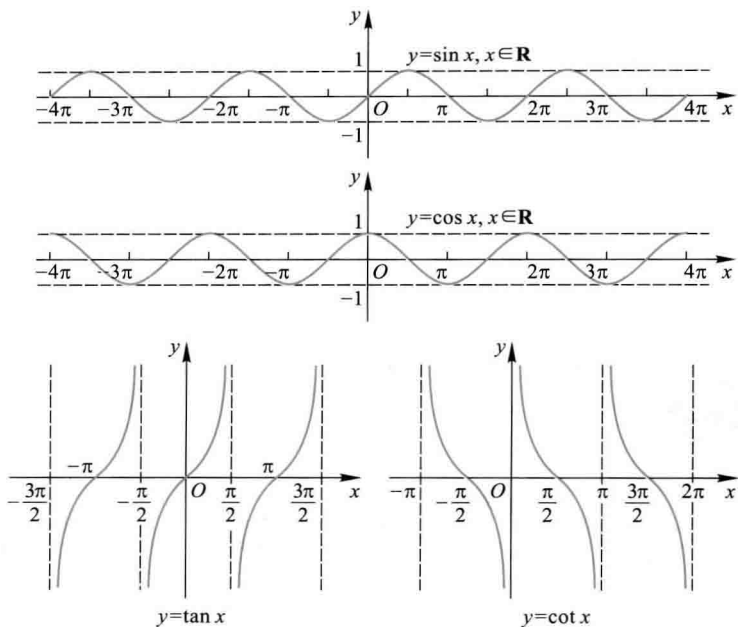 y
1
y=sin x, x∈R
−4π −3π −2π −π O π 2π 3π 4π x
−1
y
1
y=cos x, x∈R
−4π −3π −2π −π O π 2π 3π 4π x
−1
y
−π π
−3π/2 −π/2 O π/2 3π/2 x
y=tan x
y
−π −π/2 O π/2 π 3π/2 2π x
y=cot x